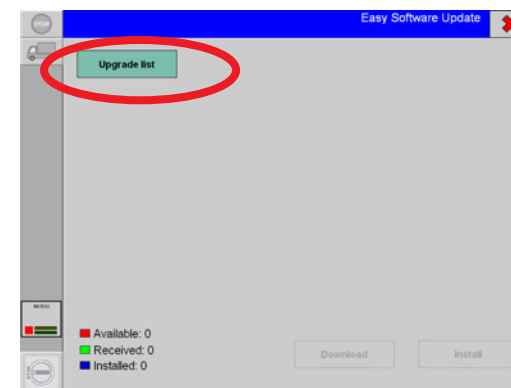 STOP
Easy Software Update
Upgrade list
Available: 0
Received: 0
Installed: 0
Download
Install